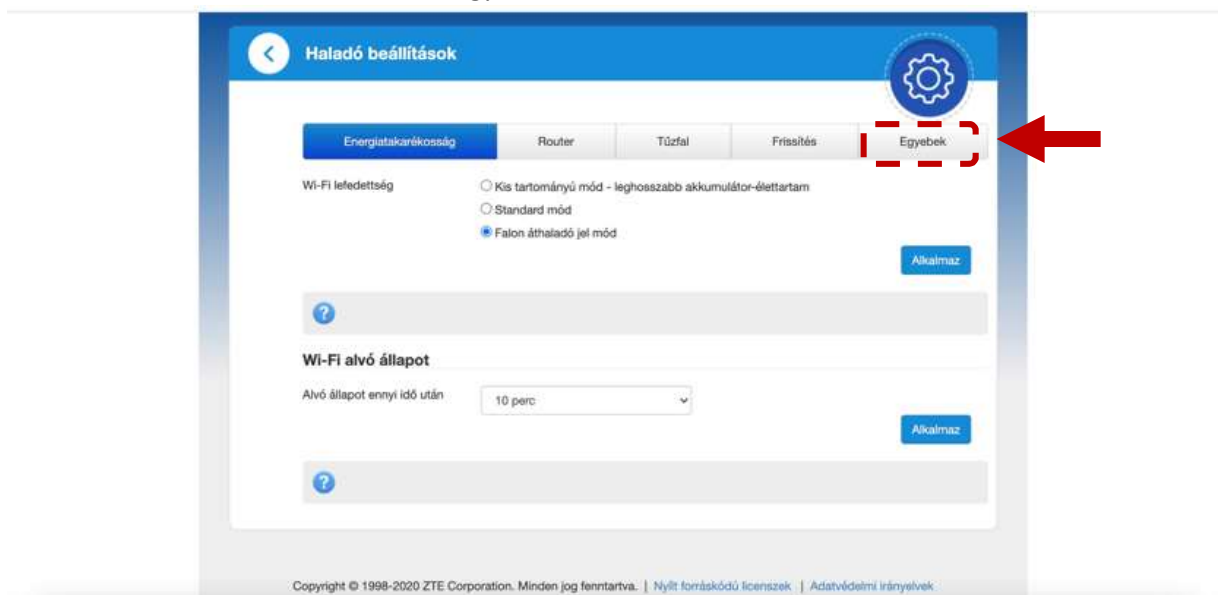 Haladó beállítások
Energiatakarékosság Router Tűzfal Frissítés Egyebek
Wi-Fi lefedettség Kis tartományú mód - leghosszabb akkumulátor-élettartam
Standard mód
Falon áthaladó jel mód
Alkalmaz
?
Wi-Fi alvó állapot
Alvó állapot ennyi idő után 10 perc
Alkalmaz
?
Copyright © 1998-2020 ZTE Corporation. Minden jog fenntartva. | Nyílt forráskódú licenszek | Adatvédelmi irányelvek